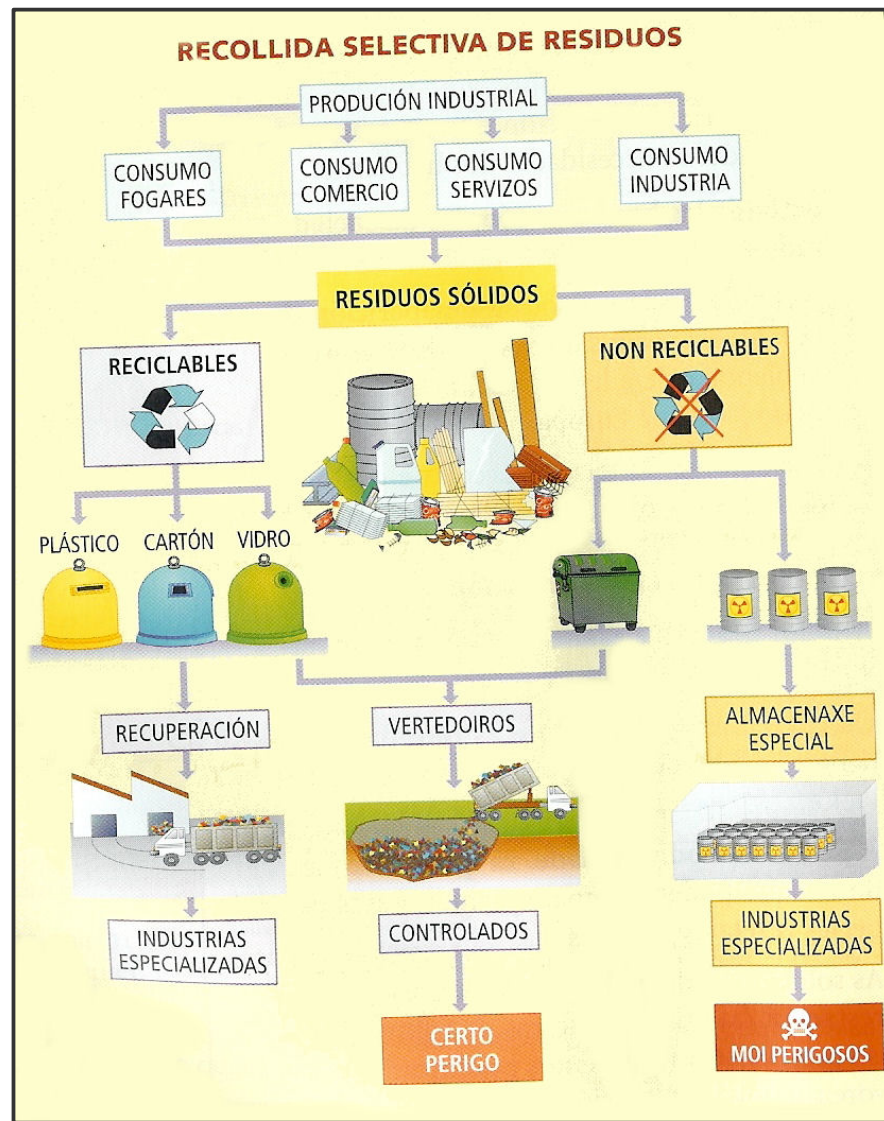 RECOLLIDA SELECTIVA DE RESIDUOS
PRODUCIÓN INDUSTRIAL
CONSUMO
FOGARES
CONSUMO
COMERCIO
CONSUMO
SERVIZOS
CONSUMO
INDUSTRIA
RESIDUOS SÓLIDOS
RECICLABLES
NON RECICLABLES
PLÁSTICO
CARTÓN
VIDRO
RECUPERACIÓN
VERTEDOIROS
ALMACENAXE
ESPECIAL
INDUSTRIAS
ESPECIALIZADAS
CONTROLADOS
INDUSTRIAS
ESPECIALIZADAS
CERTO
PERIGO
MOI PERIGOSOS